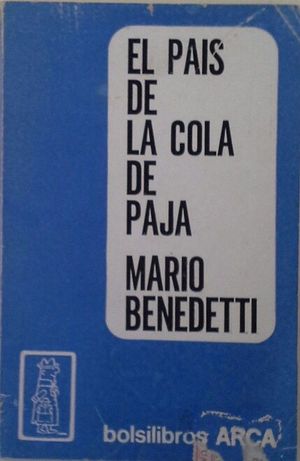 EL PAIS
DE
LA COLA
DE
PAJA
MARIO
BENEDETTI
bolsilibros ARCA